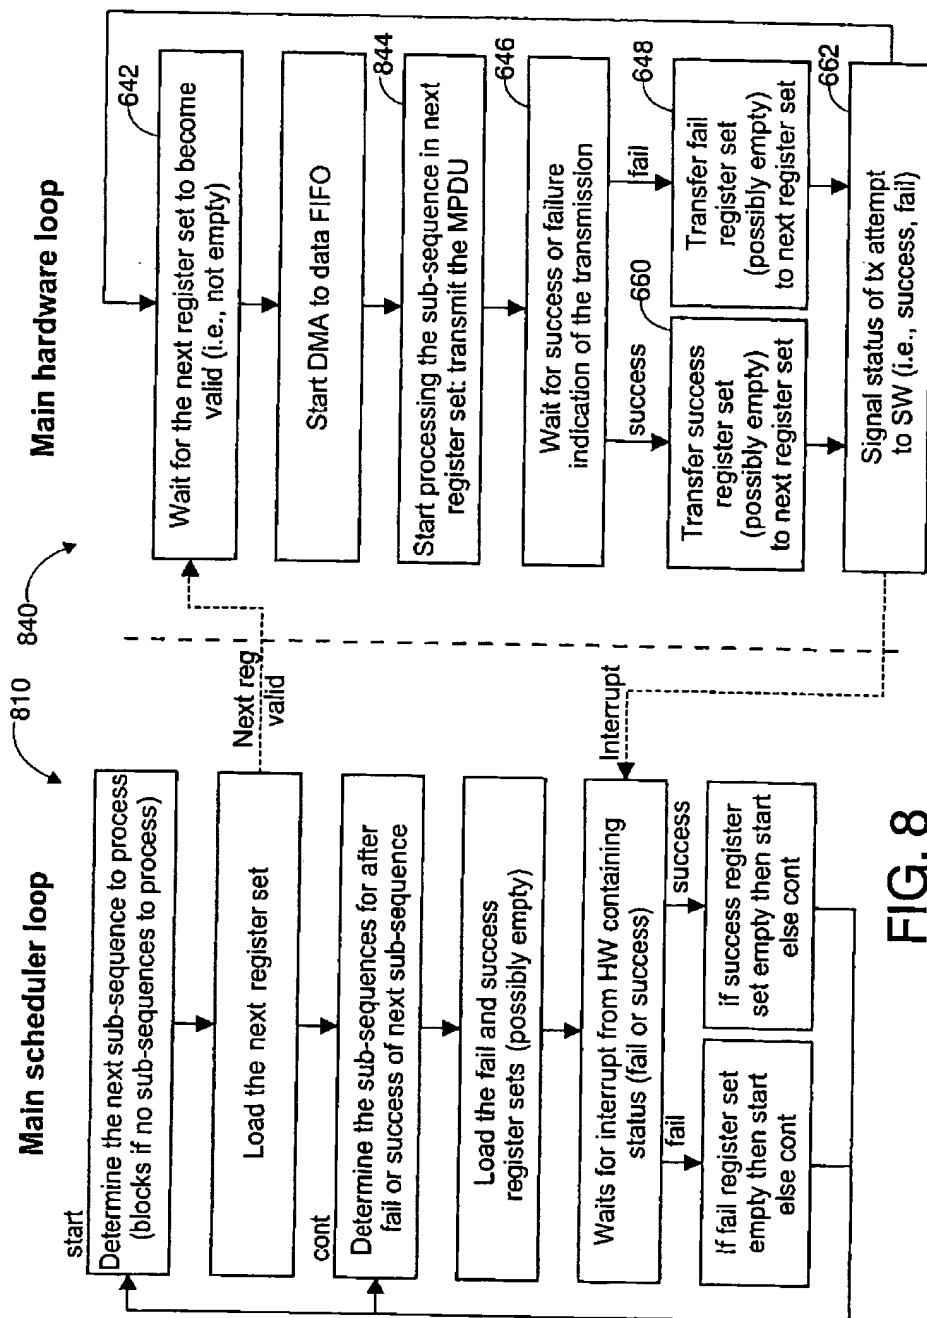 Main scheduler loop
810
start
Determine the next sub-sequence to process
(blocks if no sub-sequences to process)
Load the next register set
Next reg
valid
cont
Determine the sub-sequences for after
fail or success of next sub-sequence
Load the fail and success
register sets (possibly empty)
Interrupt
Waits for interrupt from HW containing
status (fail or success)
fail
success
If fail register set
empty then start
else cont
if success register
set empty then start
else cont
Main hardware loop
840
642
Wait for the next register set to become
valid (i.e., not empty)
Start DMA to data FIFO
844
Start processing the sub-sequence in next
register set: transmit the MPDU
646
Wait for success or failure
indication of the transmission
success
fail
660
Transfer success
register set
(possibly empty)
to next register set
648
Transfer fail
register set
(possibly empty)
to next register set
662
Signal status of tx attempt
to SW (i.e., success, fail)
FIG. 8